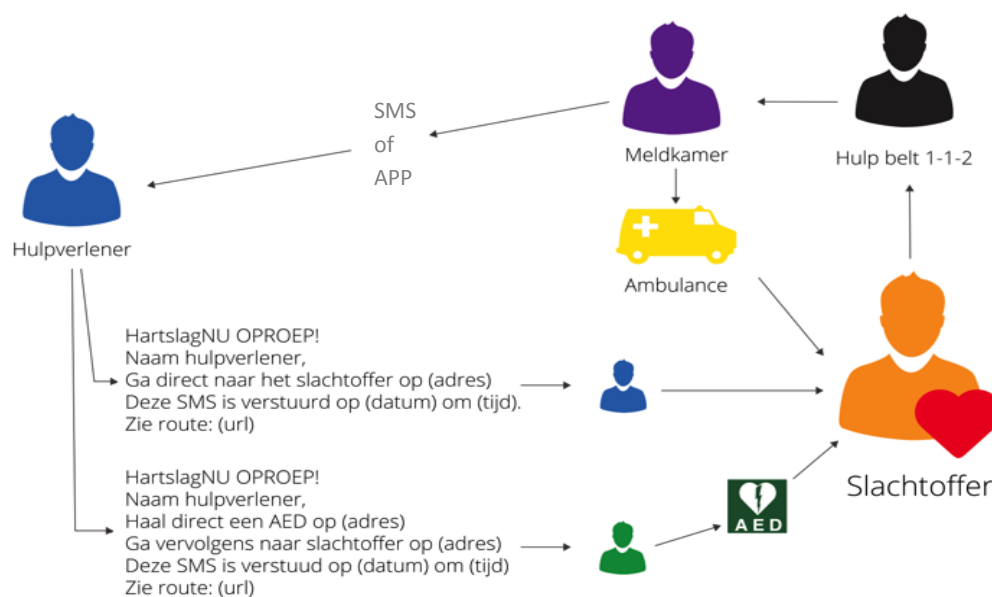 SMS
of
APP
Meldkamer
Hulp belt 1-1-2
Hulpverlener
Ambulance
HartslagNU OPROEP!
Naam hulpverlener,
Ga direct naar het slachtoffer op (adres)
Deze SMS is verstuurd op (datum) om (tijd).
Zie route: (url)
HartslagNU OPROEP!
Naam hulpverlener,
Haal direct een AED op (adres)
Ga vervolgens naar slachtoffer op (adres)
Deze SMS is verstuud op (datum) om (tijd)
Zie route: (url)
AED
Slachtoffer